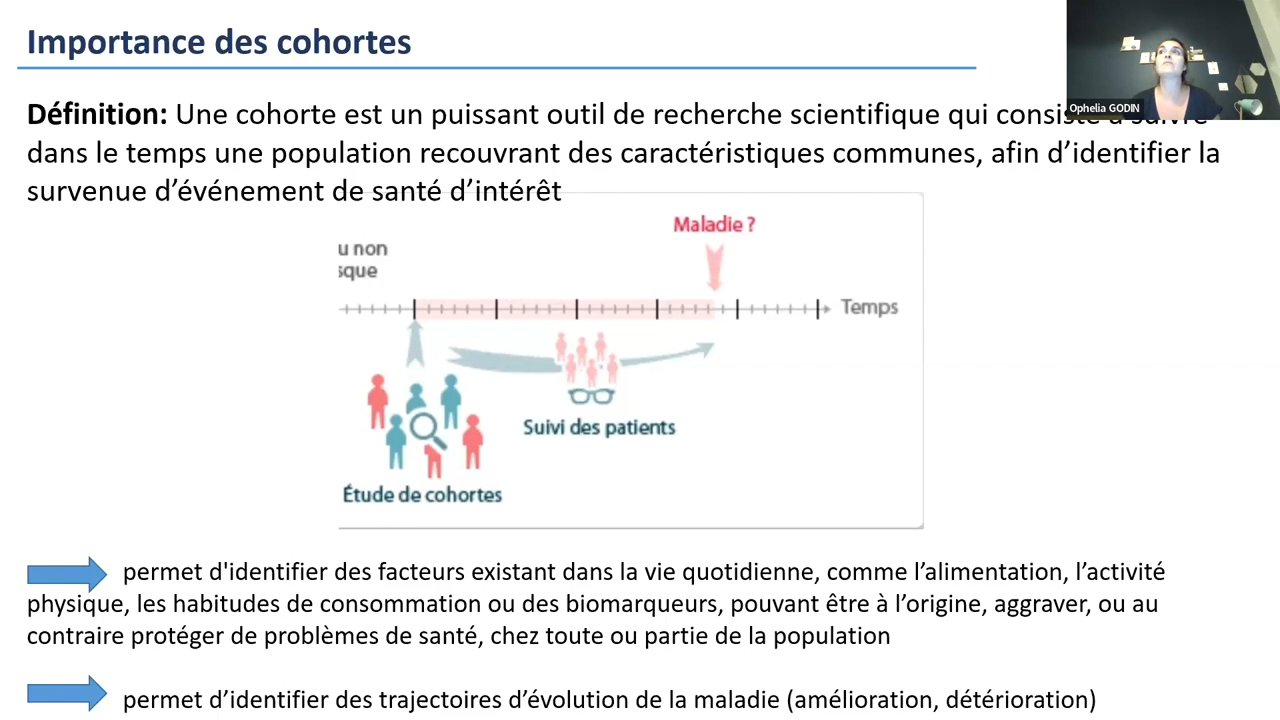 Importance des cohortes
Ophelia GODIN
Définition: Une cohorte est un puissant outil de recherche scientifique qui consiste à suivre
dans le temps une population recouvrant des caractéristiques communes, afin d’identifier la
survenue d’événement de santé d’intérêt
Maladie ?
u non
sque
Temps
Suivi des patients
Étude de cohortes
permet d'identifier des facteurs existant dans la vie quotidienne, comme l’alimentation, l’activité
physique, les habitudes de consommation ou des biomarqueurs, pouvant être à l’origine, aggraver, ou au
contraire protéger de problèmes de santé, chez toute ou partie de la population
permet d’identifier des trajectoires d’évolution de la maladie (amélioration, détérioration)